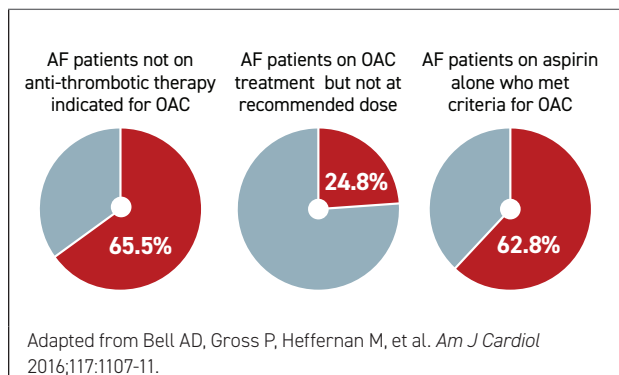 AF patients not on
anti-thrombotic therapy
indicated for OAC
65.5%
AF patients on OAC
treatment but not at
recommended dose
24.8%
AF patients on aspirin
alone who met
criteria for OAC
62.8%
Adapted from Bell AD, Gross P, Heffernan M, et al. Am J Cardiol
2016;117:1107-11.